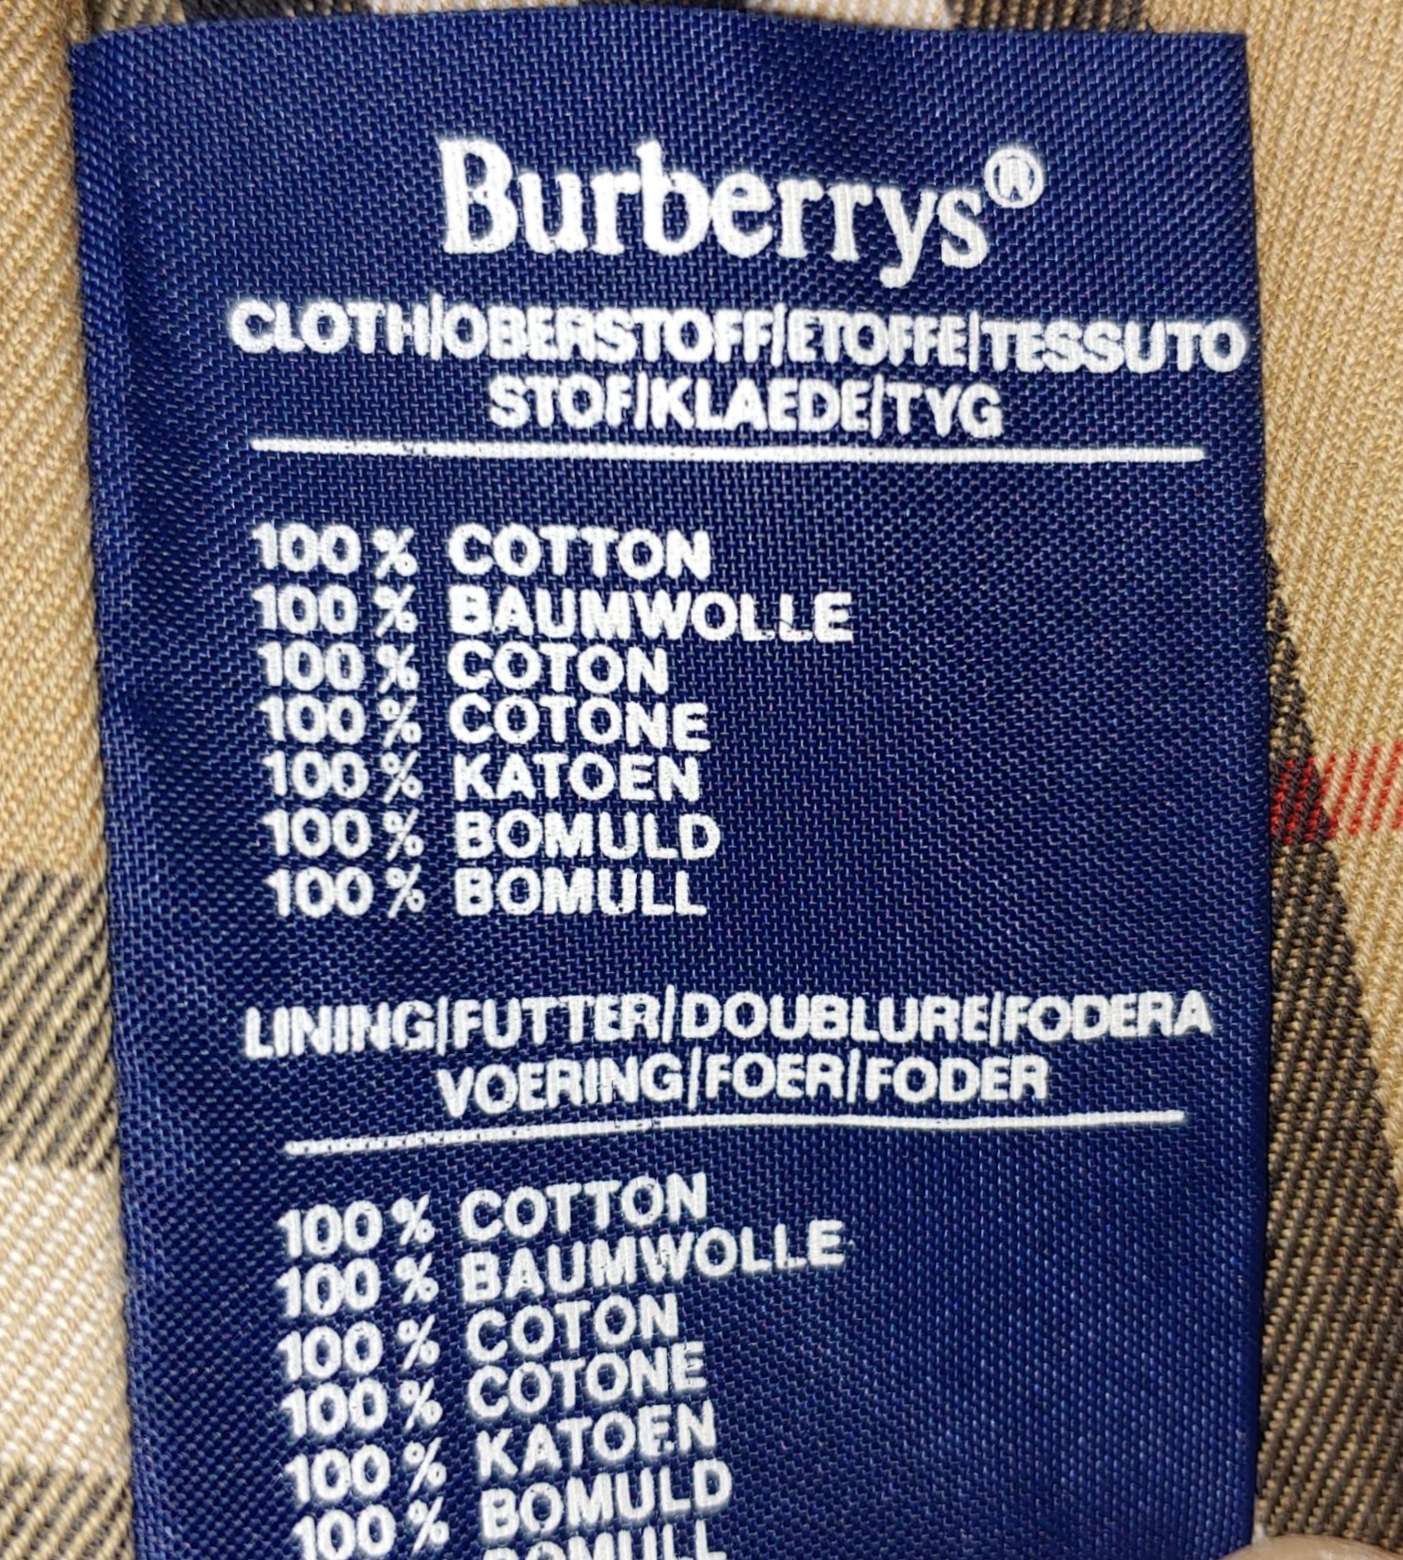 Burberrys®
CLOTH/OBERSTOFF/ETOFFE/TESSUTO
STOF/KLAEDE/TYG
100 % COTTON
100 % BAUMWOLLE
100 % COTON
100 % COTONE
100 % KATOEN
100 % BOMULD
100 % BOMULL
LINING/FUTTER/DOUBLURE/FODERA
VOERING/FOER/FODER
100 % COTTON
100 % BAUMWOLLE
100 % COTON
100 % COTONE
100 % KATOEN
100 % BOMULD
BOMULL